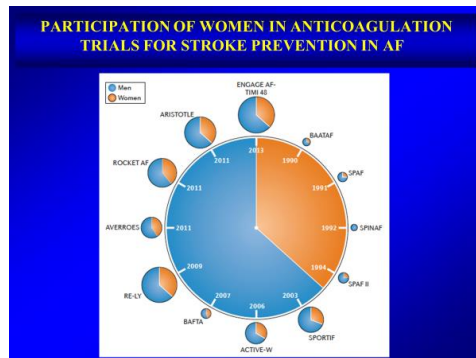 PARTICIPATION OF WOMEN IN ANTICOAGULATION
TRIALS FOR STROKE PREVENTION IN AF
Men
Women
ENGAGE AF-
TIMI 48
BAATAF
SPAF
SPINAF
SPAF II
SPORTIF
ACTIVE-W
BAFTA
RE-LY
AVERROES
ROCKET AF
ARISTOTLE
2013
1990
1991
1992
1994
2003
2006
2007
2009
2011
2011
2011